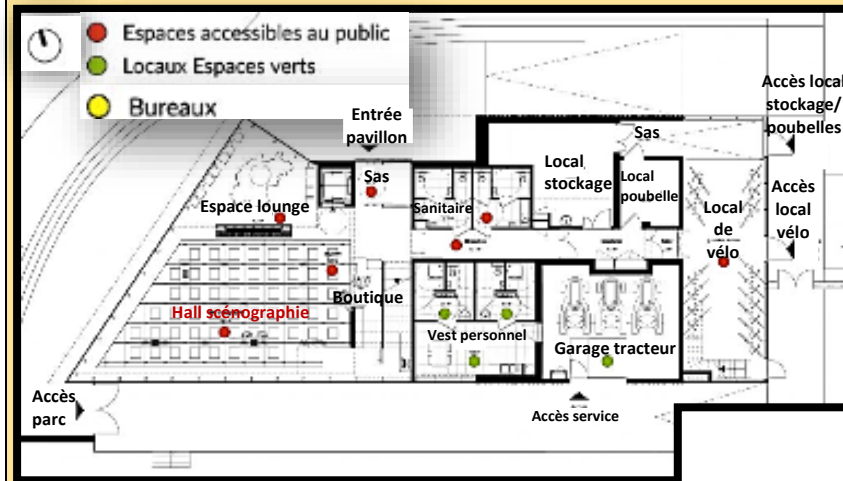 Espaces accessibles au public
Locaux Espaces verts
Bureaux
Entrée
pavillon
Accès local
stockage/
poubelles
Sas
Sas
Local
stockage
Local
poubelle
Espace lounge
Sanitaire
Accès
local
vélo
Local
de
vélo
Boutique
Hall scénographie
Vest personnel
Garage tracteur
Accès
parc
Accès service